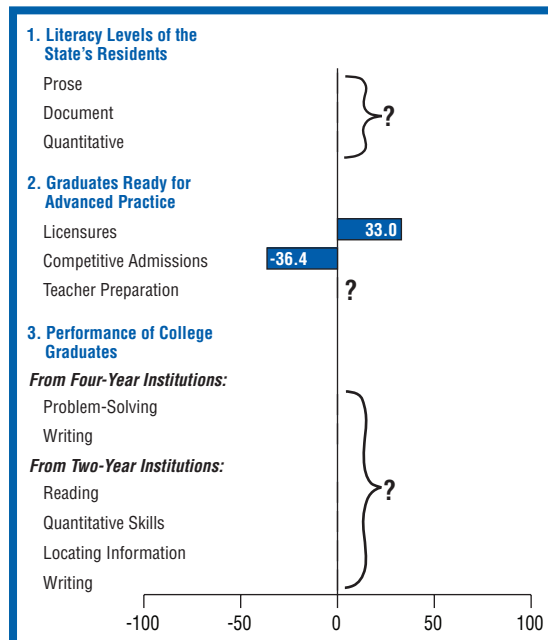 1. Literacy Levels of the
State's Residents
Prose
Document
?
Quantitative
2. Graduates Ready for
Advanced Practice
Licensures
33.0
Competitive Admissions
-36.4
Teacher Preparation
?
3. Performance of College
Graduates
From Four-Year Institutions:
Problem-Solving
Writing
From Two-Year Institutions:
Reading
?
Quantitative Skills
Locating Information
Writing
-100 -50 0 50 100